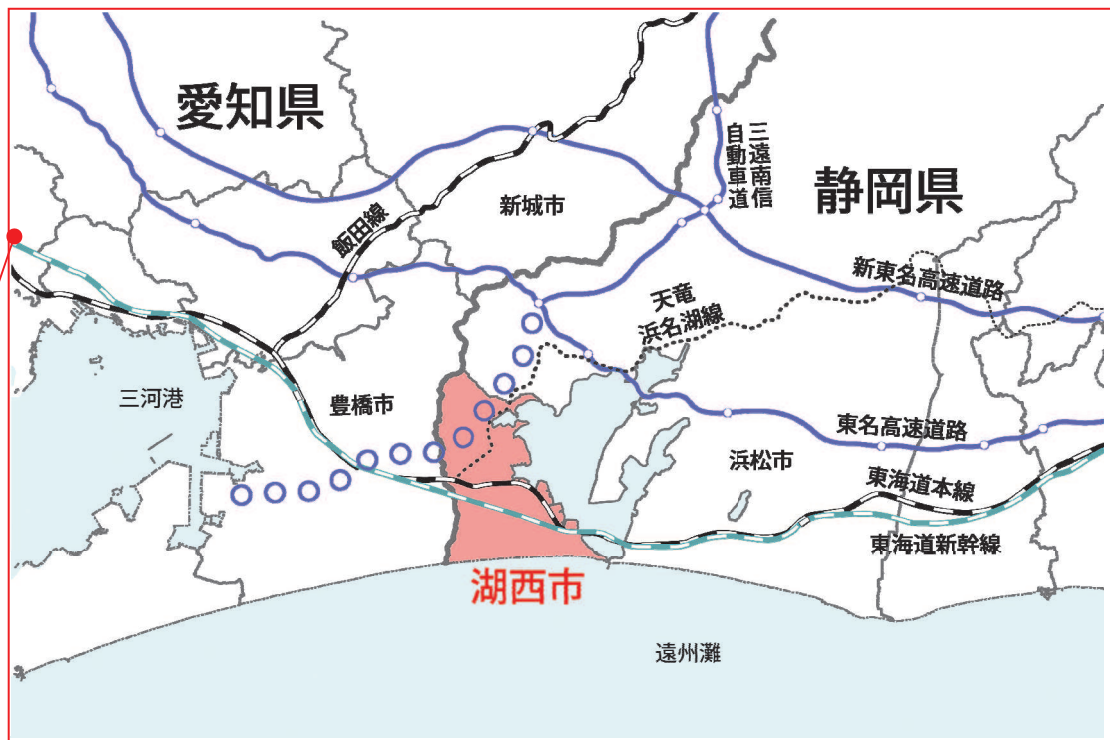 愛知県
三遠南信
自動車道
静岡県
新城市
飯田線
新東名高速道路
天竜
浜名湖線
三河港
豊橋市
東名高速道路
浜松市
東海道本線
東海道新幹線
湖西市
遠州灘